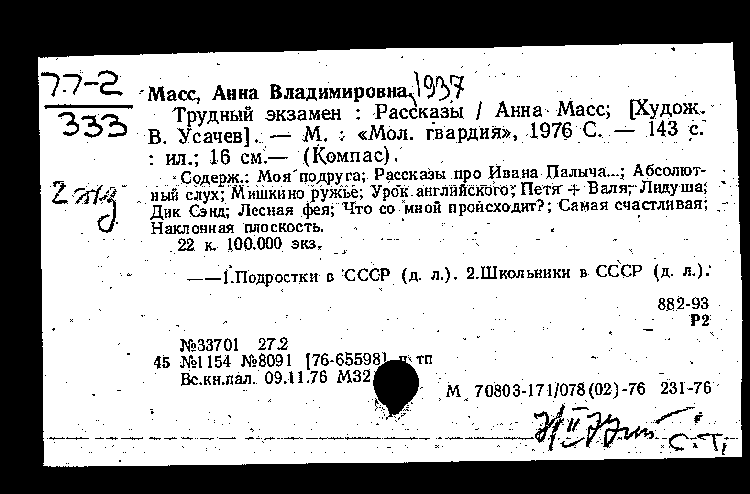 77-2
333
2 экз
Масс, Анна Владимировна, 1937
Трудный экзамен : Рассказы / Анна Масс; [Худож.
В. Усачев]. — М. : «Мол. гвардия», 1976 С. — 143 с.
: ил.; 16 см.— (Компас).
Содерж.: Моя подруга; Рассказы про Ивана Палыча...; Абсолют-
ный слух; Мишкино ружье; Урок английского; Петя + Валя; Лидуша;
Дик Сэнд; Лесная фея; Что со мной происходит?; Самая счастливая;
Наклонная плоскость.
22 к. 100.000 экз.
——1.Подростки в СССР (д. л.). 2.Школьники в СССР (д. л.).
882-93
Р2
№33701 27.2
45 №1154 №8091 [76-65598] п тп
Вс.кн.пал. 09.11.76 М32
М 70803-171/078(02)-76 231-76
С.Т.